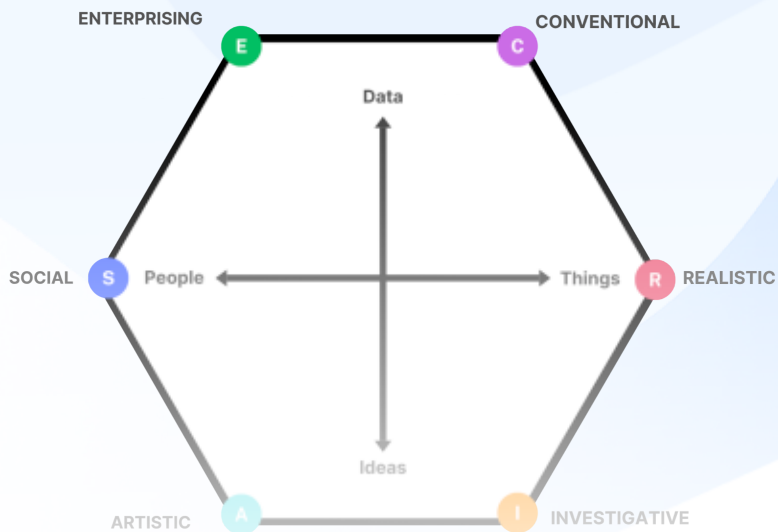 ENTERPRISING
CONVENTIONAL
E
C
Data
SOCIAL
S
People
Things
R
REALISTIC
Ideas
A
I
ARTISTIC
INVESTIGATIVE